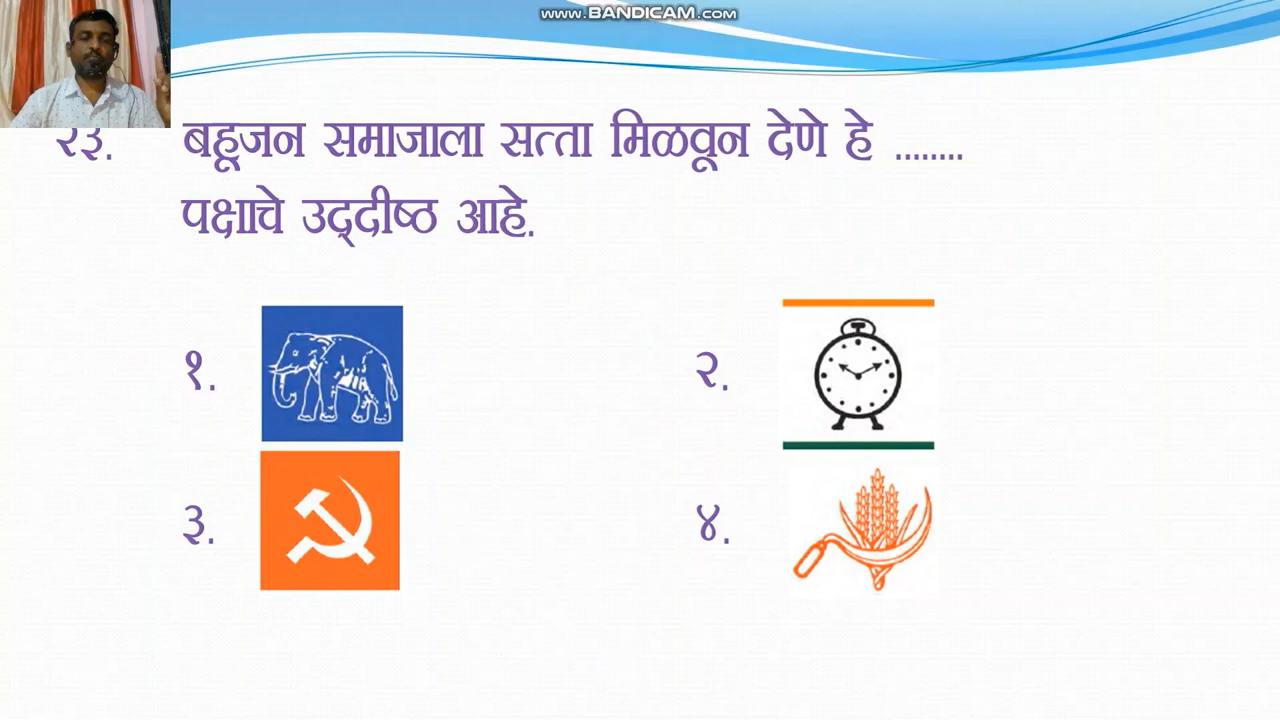 www.BANDICAM.com
२३. बहूजन समाजाला सत्ता मिळवून देणे हे ........
पक्षाचे उद्दीष्ठ आहे.
१. २.
३. ४.